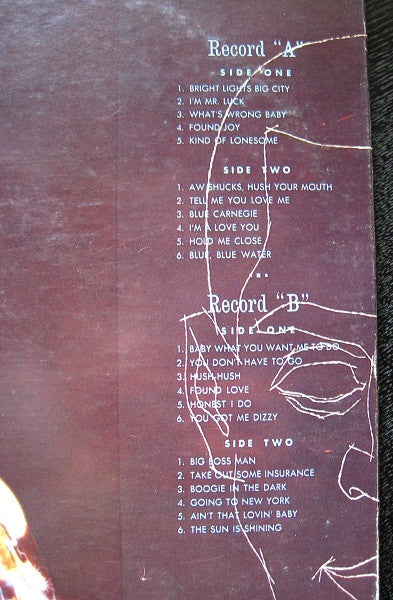 Record "A"
SIDE ONE
1. BRIGHT LIGHTS BIG CITY
2. I'M MR. LUCK
3. WHAT'S WRONG BABY
4. FOUND JOY
5. KIND OF LONESOME
SIDE TWO
1. AW SHUCKS, HUSH YOUR MOUTH
2. TELL ME YOU LOVE ME
3. BLUE CARNEGIE
4. I'M A LOVE YOU
5. HOLD ME CLOSE
6. BLUE, BLUE WATER
Record "B"
SIDE ONE
1. BABY WHAT YOU WANT ME TO DO
2. YOU DON'T HAVE TO GO
3. HUSH-HUSH
4. FOUND LOVE
5. HONEST I DO
6. YOU GOT ME DIZZY
SIDE TWO
1. BIG BOSS MAN
2. TAKE OUT SOME INSURANCE
3. BOOGIE IN THE DARK
4. GOING TO NEW YORK
5. AIN'T THAT LOVIN' BABY
6. THE SUN IS SHINING